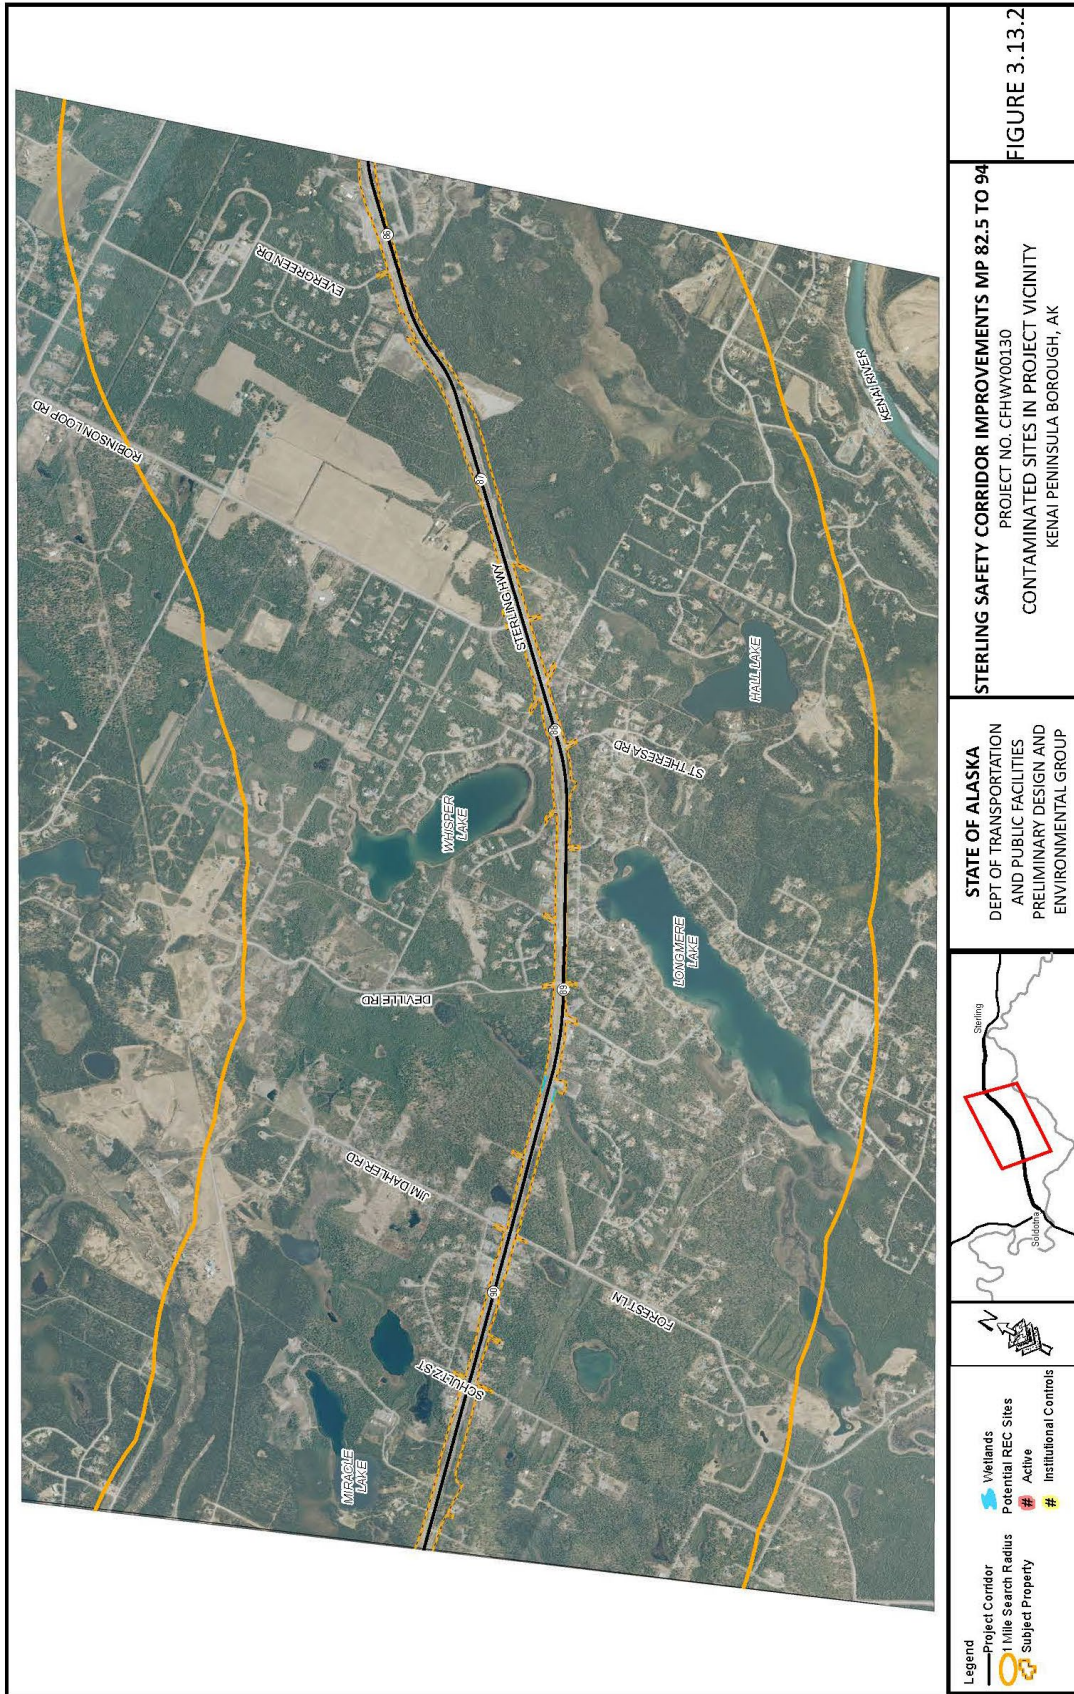 EVERGREEN DR
ROBINSON LOOP RD
86
87
STERLING HWY
KENAI RIVER
HALL LAKE
88
ST THERESA RD
WHISPER
LAKE
LONGMERE
LAKE
DEVILLE RD
89
JIM DAHLER RD
FOREST LN
90
SCHULTZ ST
MIRACLE
LAKE
Legend
Project Corridor
1 Mile Search Radius
Subject Property
Wetlands
Potential REC Sites
# Active
# Institutional Controls
N
Soldotna
Sterling
STATE OF ALASKA
DEPT OF TRANSPORTATION
AND PUBLIC FACILITIES
PRELIMINARY DESIGN AND
ENVIRONMENTAL GROUP
STERLING SAFETY CORRIDOR IMPROVEMENTS MP 82.5 TO 94
PROJECT NO. CFHWY00130
CONTAMINATED SITES IN PROJECT VICINITY
KENAI PENINSULA BOROUGH, AK
FIGURE 3.13.2